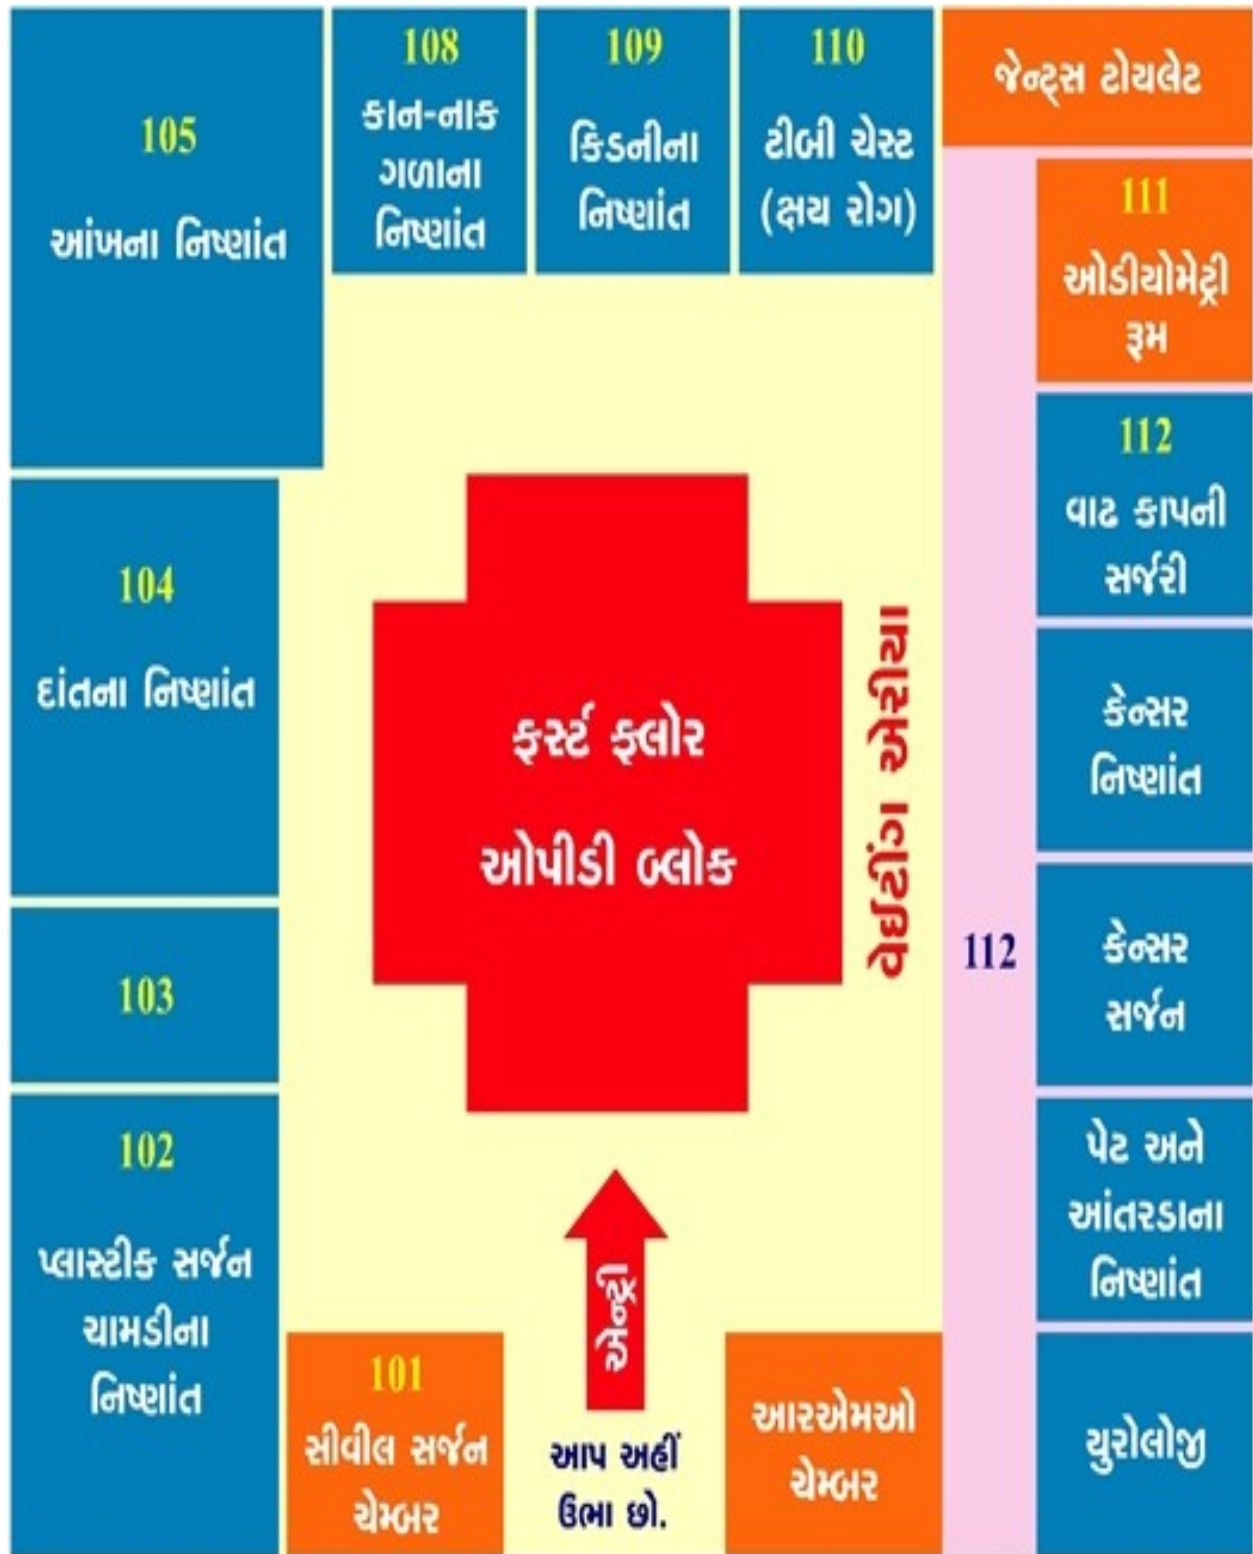 105
આંખના નિષ્ણાંત
108
કાન-નાક
ગળાના
નિષ્ણાંત
109
કિડનીના
નિષ્ણાંત
110
ટીબી ચેસ્ટ
(ક્ષય રોગ)
જેન્ટ્સ ટોયલેટ
111
ઓડીયોમેટ્રી
રૂમ
112
વાઢ કાપની
સર્જરી
104
દાંતના નિષ્ણાંત
ફર્સ્ટ ફ્લોર
ઓપીડી બ્લોક
વેઇટીંગ એરીયા
કેન્સર
નિષ્ણાંત
112
કેન્સર
સર્જન
103
102
પ્લાસ્ટીક સર્જન
ચામડીના
નિષ્ણાંત
એન્ટ્રી
પેટ અને
આંતરડાના
નિષ્ણાંત
101
સીવીલ સર્જન
ચેમ્બર
આપ અહીં
ઉભા છો.
આરએમઓ
ચેમ્બર
યુરોલોજી